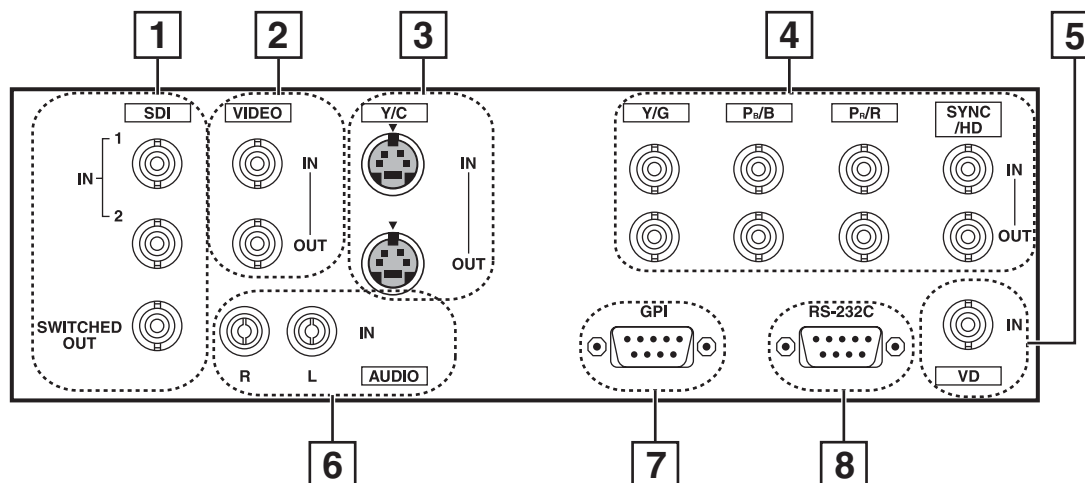 1
2
3
4
5
SDI
VIDEO
Y/C
Y/G
PB/B
PR/R
SYNC
/HD
1
IN
2
IN
OUT
IN
OUT
IN
OUT
SWITCHED
OUT
R
L
IN
AUDIO
GPI
RS-232C
IN
VD
6
7
8